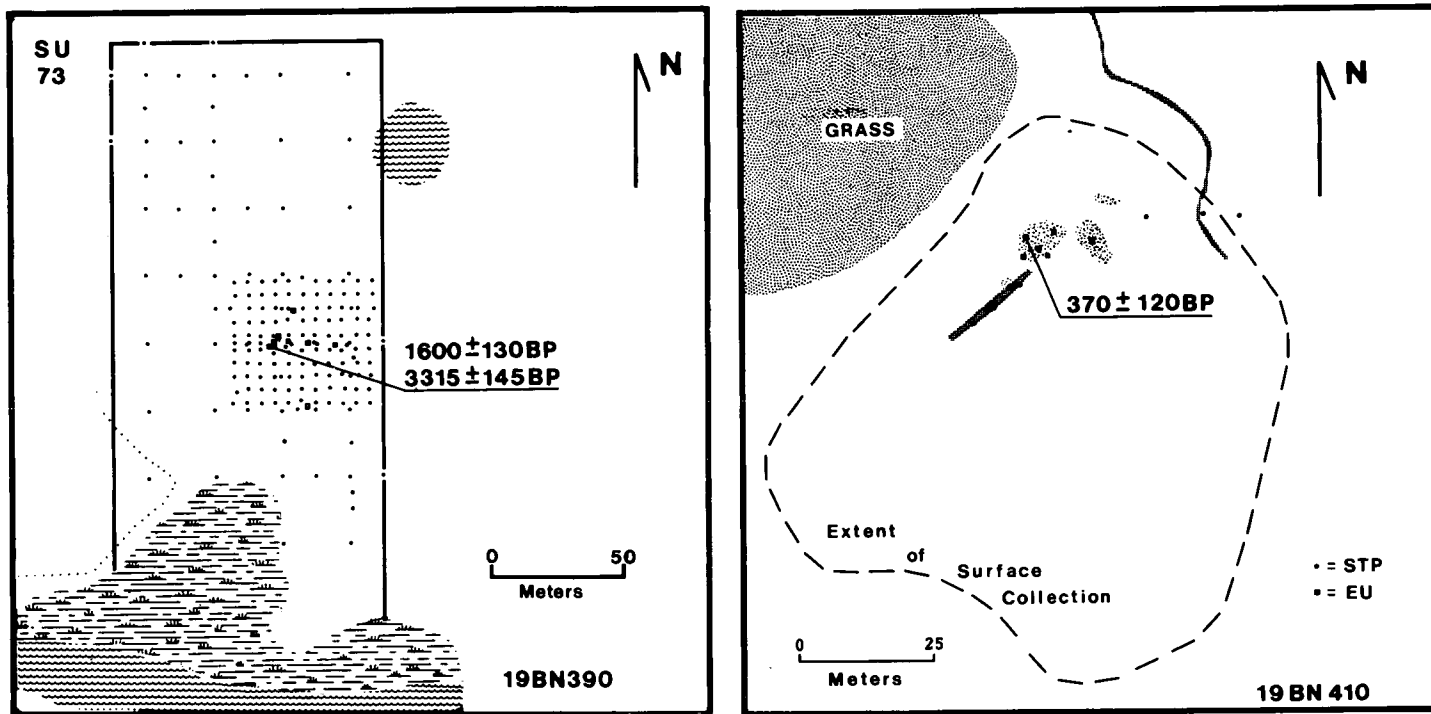 SU
73
N
1600±130BP
3315±145BP
0 50
Meters
19BN390
GRASS
N
370±120BP
Extent
of
Surface
Collection
0 25
Meters
• = STP
▪ = EU
19BN410